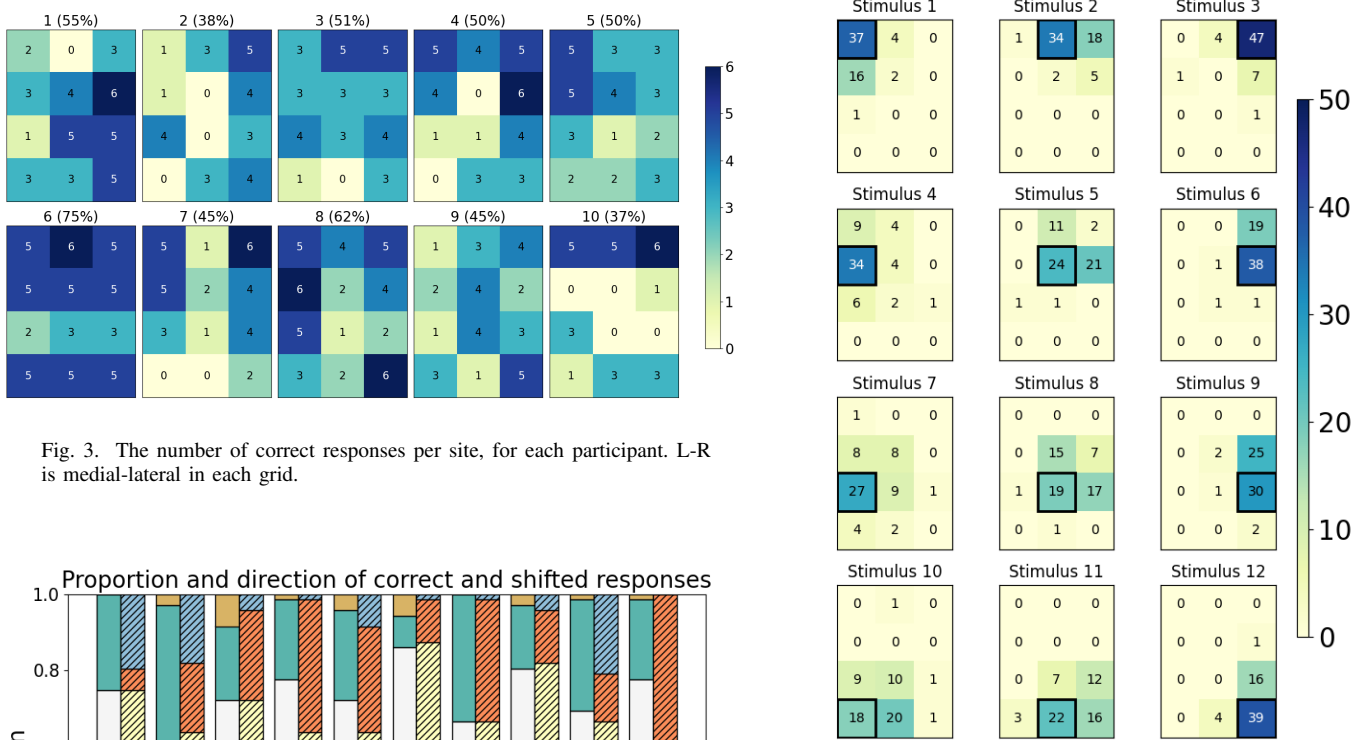 1 (55%) 2 (38%) 3 (51%) 4 (50%) 5 (50%)
2 0 3 1 3 5 3 5 5 5 4 5 5 3 3
3 4 6 1 0 4 3 3 3 4 0 6 5 4 3
1 5 5 4 0 3 4 3 4 1 1 4 3 1 2
3 3 5 0 3 4 1 0 3 0 3 3 2 2 3
6 (75%) 7 (45%) 8 (62%) 9 (45%) 10 (37%)
5 6 5 5 1 6 5 4 5 1 3 4 5 5 6
5 5 5 5 2 4 6 2 4 2 4 2 0 0 1
2 3 3 3 1 4 5 1 2 1 4 3 3 0 0
5 5 5 0 0 2 3 2 6 3 1 5 1 3 3
6
5
4
3
2
1
0
Fig. 3. The number of correct responses per site, for each participant. L-R
is medial-lateral in each grid.
Proportion and direction of correct and shifted responses
1.0
0.8
n
Stimulus 1 Stimulus 2 Stimulus 3
37 4 0 1 34 18 0 4 47
16 2 0 0 2 5 1 0 7
1 0 0 0 0 0 0 0 1
0 0 0 0 0 0 0 0 0
Stimulus 4 Stimulus 5 Stimulus 6
9 4 0 0 11 2 0 0 19
34 4 0 0 24 21 0 1 38
6 2 1 1 1 0 0 1 1
0 0 0 0 0 0 0 0 0
Stimulus 7 Stimulus 8 Stimulus 9
1 0 0 0 0 0 0 0 0
8 8 0 0 15 7 0 2 25
27 9 1 1 19 17 0 1 30
4 2 0 0 1 0 0 0 2
Stimulus 10 Stimulus 11 Stimulus 12
0 1 0 0 0 0 0 0 0
0 0 0 0 0 0 0 0 1
9 10 1 0 7 12 0 0 16
18 20 1 3 22 16 0 4 39
50
40
30
20
10
0